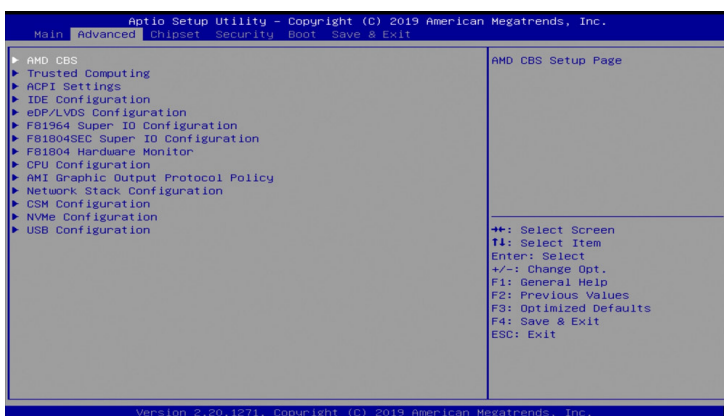 Aptio Setup Utility – Copyright (C) 2019 American Megatrends, Inc.
Main Advanced Chipset Security Boot Save & Exit
▶ AMD CBS
▶ Trusted Computing
▶ ACPI Settings
▶ IDE Configuration
▶ eDP/LVDS Configuration
▶ F81964 Super IO Configuration
▶ F81804SEC Super IO Configuration
▶ F81804 Hardware Monitor
▶ CPU Configuration
▶ AMI Graphic Output Protocol Policy
▶ Network Stack Configuration
▶ CSM Configuration
▶ NVMe Configuration
▶ USB Configuration
AMD CBS Setup Page
→←: Select Screen
↑↓: Select Item
Enter: Select
+/-: Change Opt.
F1: General Help
F2: Previous Values
F3: Optimized Defaults
F4: Save & Exit
ESC: Exit
Version 2.20.1271. Copyright (C) 2019 American Megatrends, Inc.